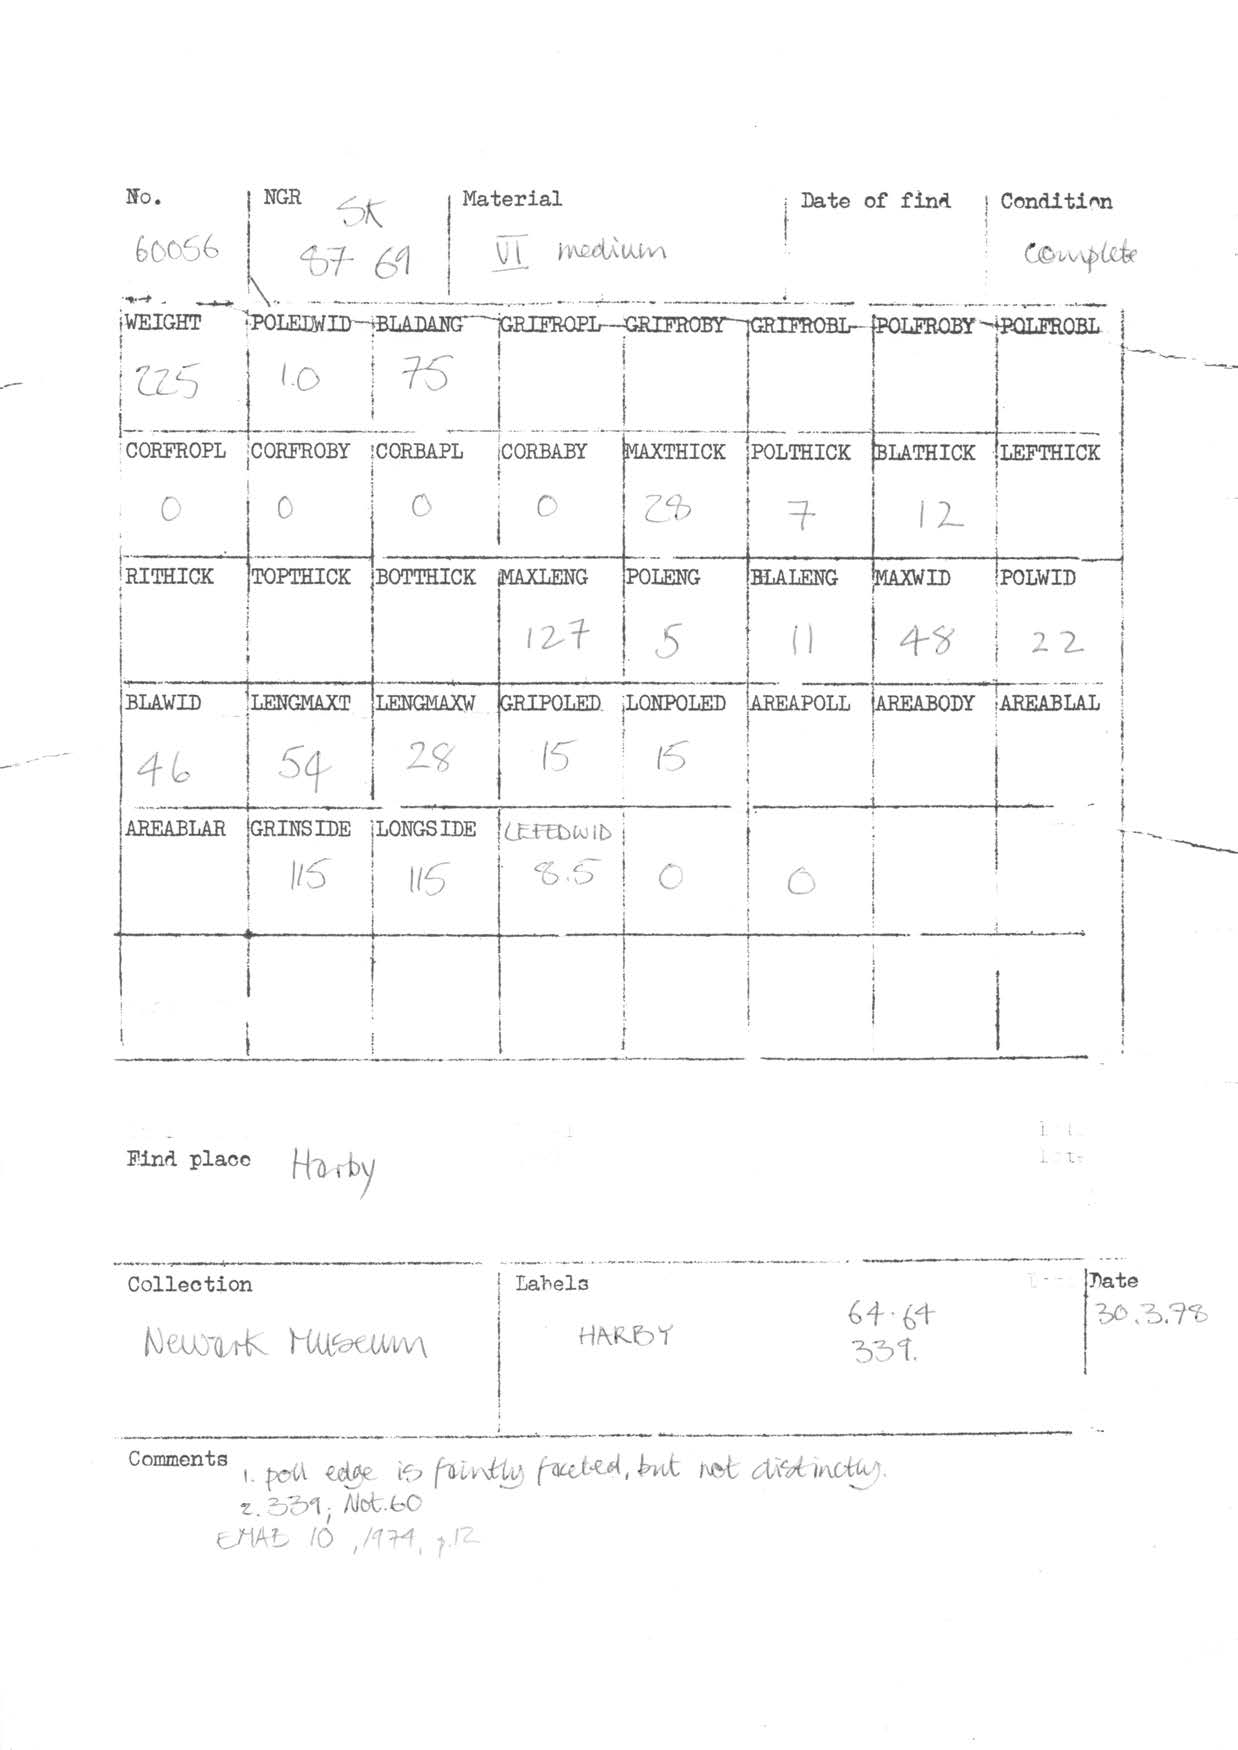 No. NGR Material Date of find Condition
SK
60056 87 69 VI medium complete
WEIGHT POLEDWID BLADANG GRIFROPL GRIFROBY GRIFROBL POLFROBY POLFROBL
225 1.0 75
CORFROPL CORFROBY CORBAPL CORBABY MAXTHICK POLTHICK BLATHICK LEFTHICK
0 0 0 0 28 7 12
RITHICK TOPTHICK BOTTHICK MAXLENG POLENG BLALENG MAXWID POLWID
127 5 11 48 22
BLAWID LENGMAXT LENGMAXW GRIPOLED LONPOLED AREAPOLL AREABODY AREABLAL
46 54 28 15 15
AREABLAR GRINSIDE LONGSIDE LEFEDWID
115 115 8.5 0 0
Find place Harby
Collection Labels Date
64.64 30.3.78
Newark Museum HARBY 339.
Comments 1. poll edge is faintly faceted, but not distinctly.
2. 339; Not.60
EMAB 10, 1974, p.12